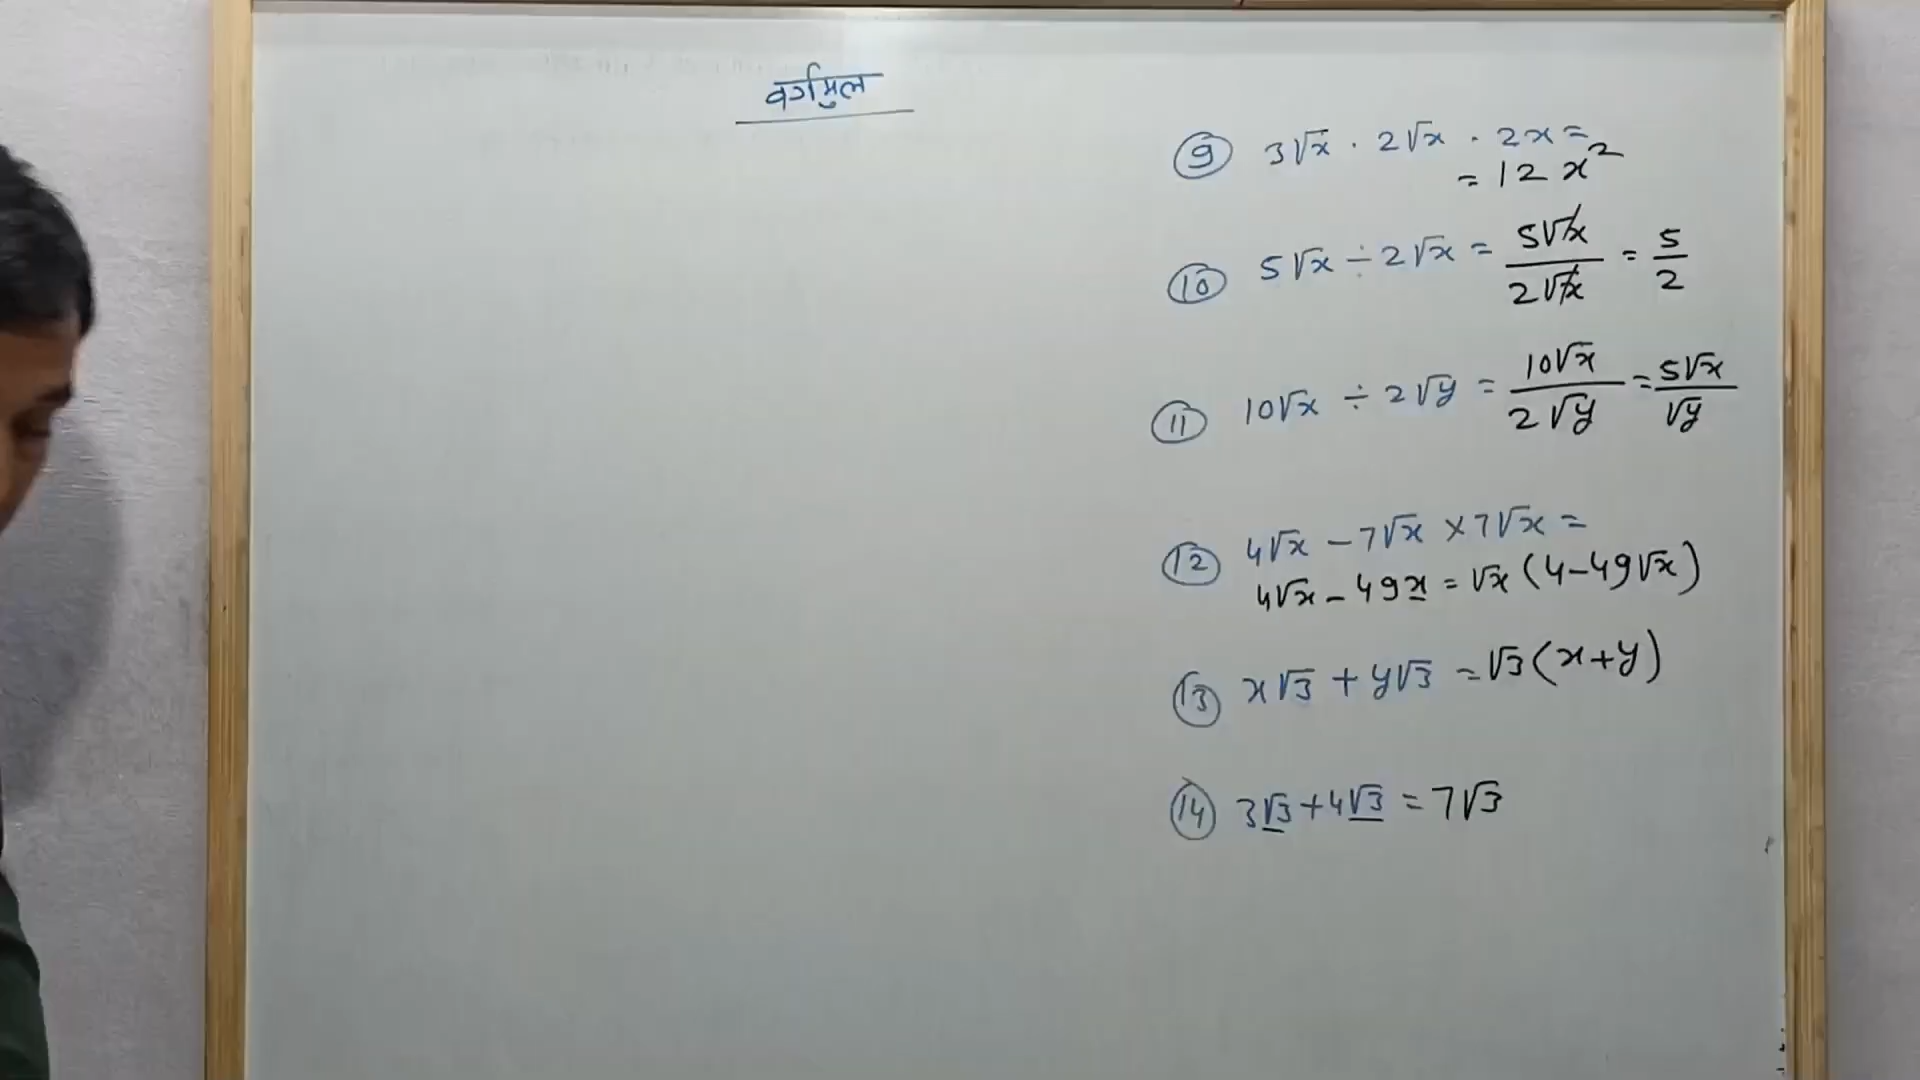 वर्गमुल
9 3√x · 2√x · 2x =
= 12 x²
10 5√x ÷ 2√x = 5√x / 2√x = 5/2
11 10√x ÷ 2√y = 10√x / 2√y = 5√x / √y
12 4√x − 7√x × 7√x =
4√x − 49x = √x (4−49√x)
13 x√3 + y√3 = √3 (x+y)
14 3√3 + 4√3 = 7√3